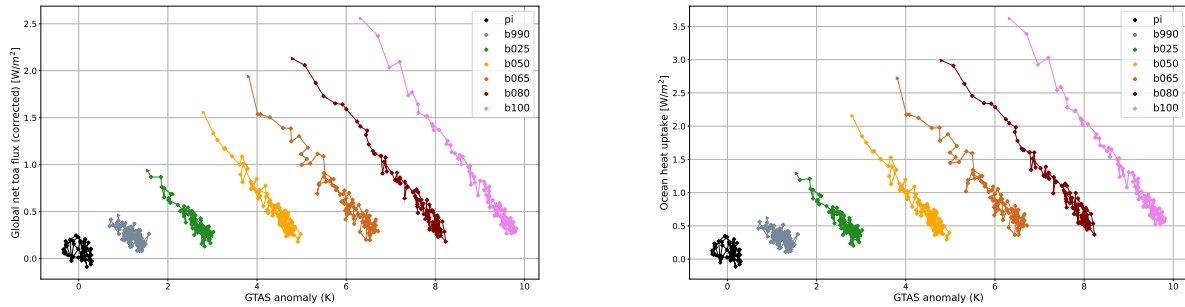 Global net toa flux (corrected) [W/m²]
2.5
2.0
1.5
1.0
0.5
0.0
0
2
4
6
8
10
GTAS anomaly (K)
pi
b990
b025
b050
b065
b080
b100
Ocean heat uptake [W/m²]
3.5
3.0
2.5
2.0
1.5
1.0
0.5
0.0
0
2
4
6
8
10
GTAS anomaly (K)
pi
b990
b025
b050
b065
b080
b100